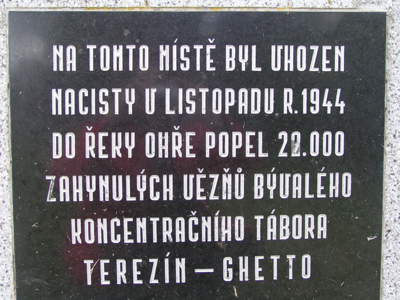 NA TOMTO MÍSTĚ BYL VHOZEN
NACISTY V LISTOPADU R.1944
DO ŘEKY OHŘE POPEL 22.000
ZAHYNULÝCH VĚZŇŮ BÝVALÉHO
KONCENTRAČNÍHO TÁBORA
TEREZÍN – GHETTO